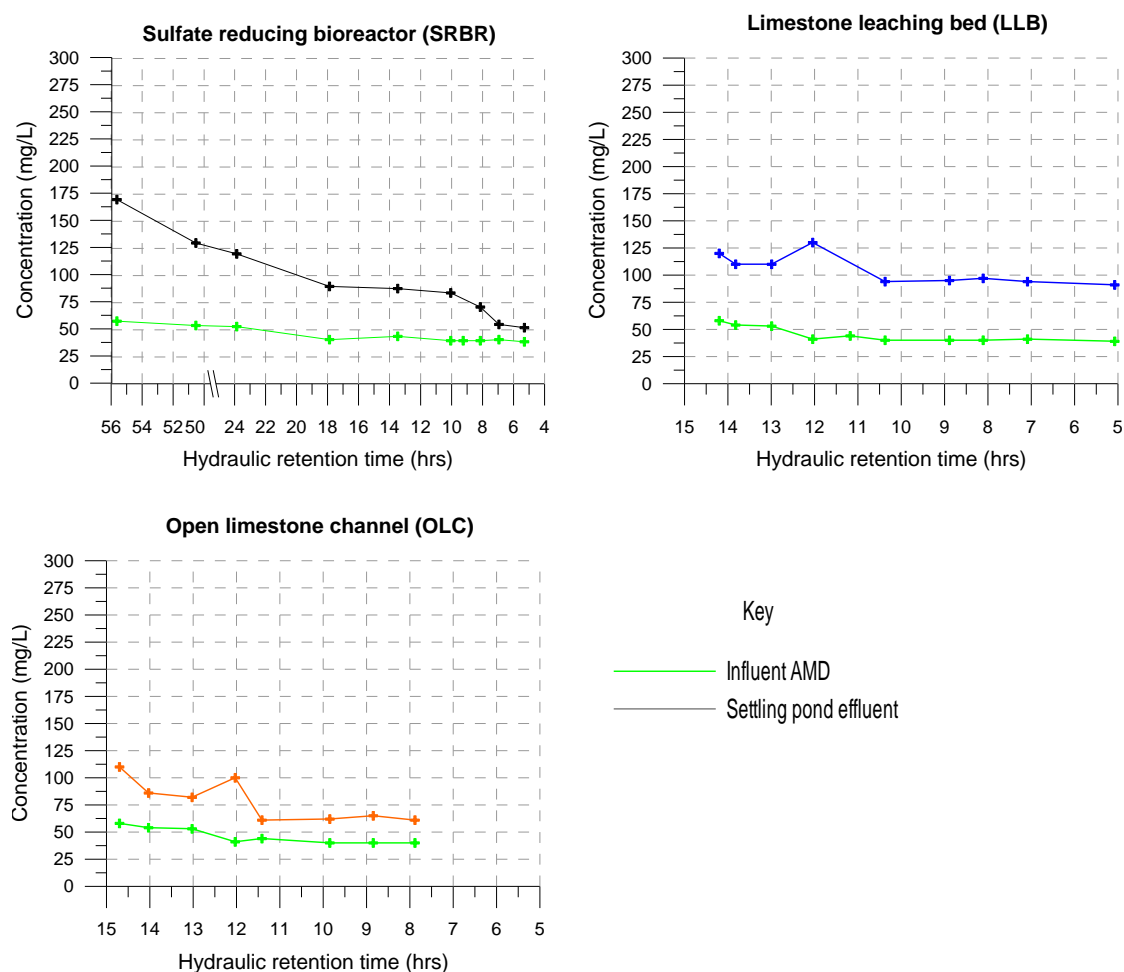 Sulfate reducing bioreactor (SRBR)
300
275
250
225
200
175
150
125
100
75
50
25
0
Concentration (mg/L)
56 54 52 50 24 22 20 18 16 14 12 10 8 6 4
Hydraulic retention time (hrs)
Limestone leaching bed (LLB)
300
275
250
225
200
175
150
125
100
75
50
25
0
Concentration (mg/L)
15 14 13 12 11 10 9 8 7 6 5
Hydraulic retention time (hrs)
Open limestone channel (OLC)
300
275
250
225
200
175
150
125
100
75
50
25
0
Concentration (mg/L)
15 14 13 12 11 10 9 8 7 6 5
Hydraulic retention time (hrs)
Key
Influent AMD
Settling pond effluent